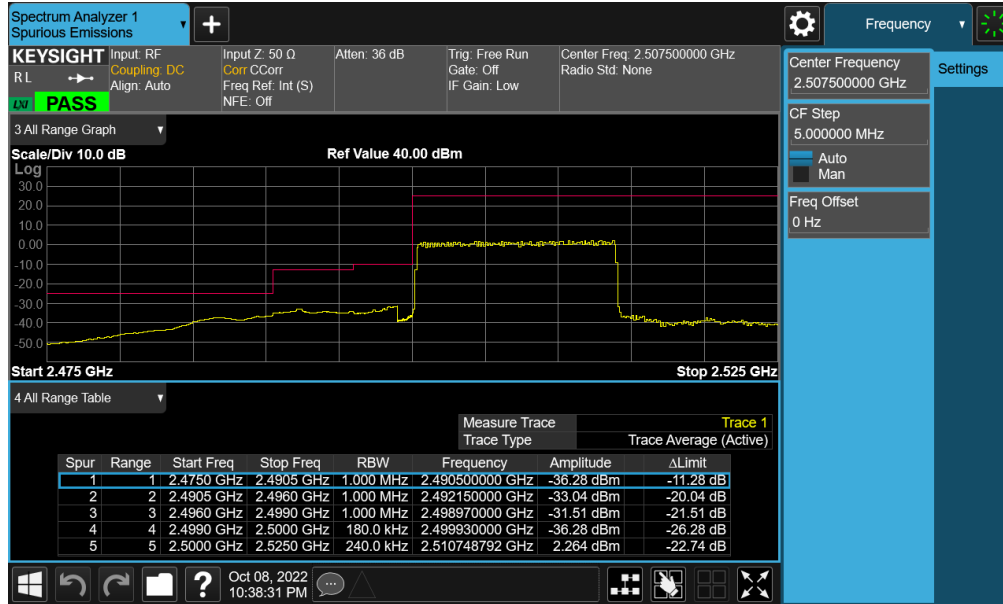 Spectrum Analyzer 1
Spurious Emissions
+
Frequency
KEYSIGHT
RL
LXI
PASS
Input: RF
Coupling: DC
Align: Auto
Input Z: 50 Ω
Corr CCorr
Freq Ref: Int (S)
NFE: Off
Atten: 36 dB
Trig: Free Run
Gate: Off
IF Gain: Low
Center Freq: 2.507500000 GHz
Radio Std: None
Center Frequency
2.507500000 GHz
Settings
CF Step
5.000000 MHz
Auto
Man
Freq Offset
0 Hz
3 All Range Graph
Scale/Div 10.0 dB
Ref Value 40.00 dBm
Log
30.0
20.0
10.0
0.00
-10.0
-20.0
-30.0
-40.0
-50.0
Start 2.475 GHz
Stop 2.525 GHz
4 All Range Table
Measure Trace Trace 1
Trace Type Trace Average (Active)
Spur Range Start Freq Stop Freq RBW Frequency Amplitude ΔLimit
1 1 2.4750 GHz 2.4905 GHz 1.000 MHz 2.490500000 GHz -36.28 dBm -11.28 dB
2 2 2.4905 GHz 2.4960 GHz 1.000 MHz 2.492150000 GHz -33.04 dBm -20.04 dB
3 3 2.4960 GHz 2.4990 GHz 1.000 MHz 2.498970000 GHz -31.51 dBm -21.51 dB
4 4 2.4990 GHz 2.5000 GHz 180.0 kHz 2.499930000 GHz -36.28 dBm -26.28 dB
5 5 2.5000 GHz 2.5250 GHz 240.0 kHz 2.510748792 GHz 2.264 dBm -22.74 dB
?
Oct 08, 2022
10:38:31 PM